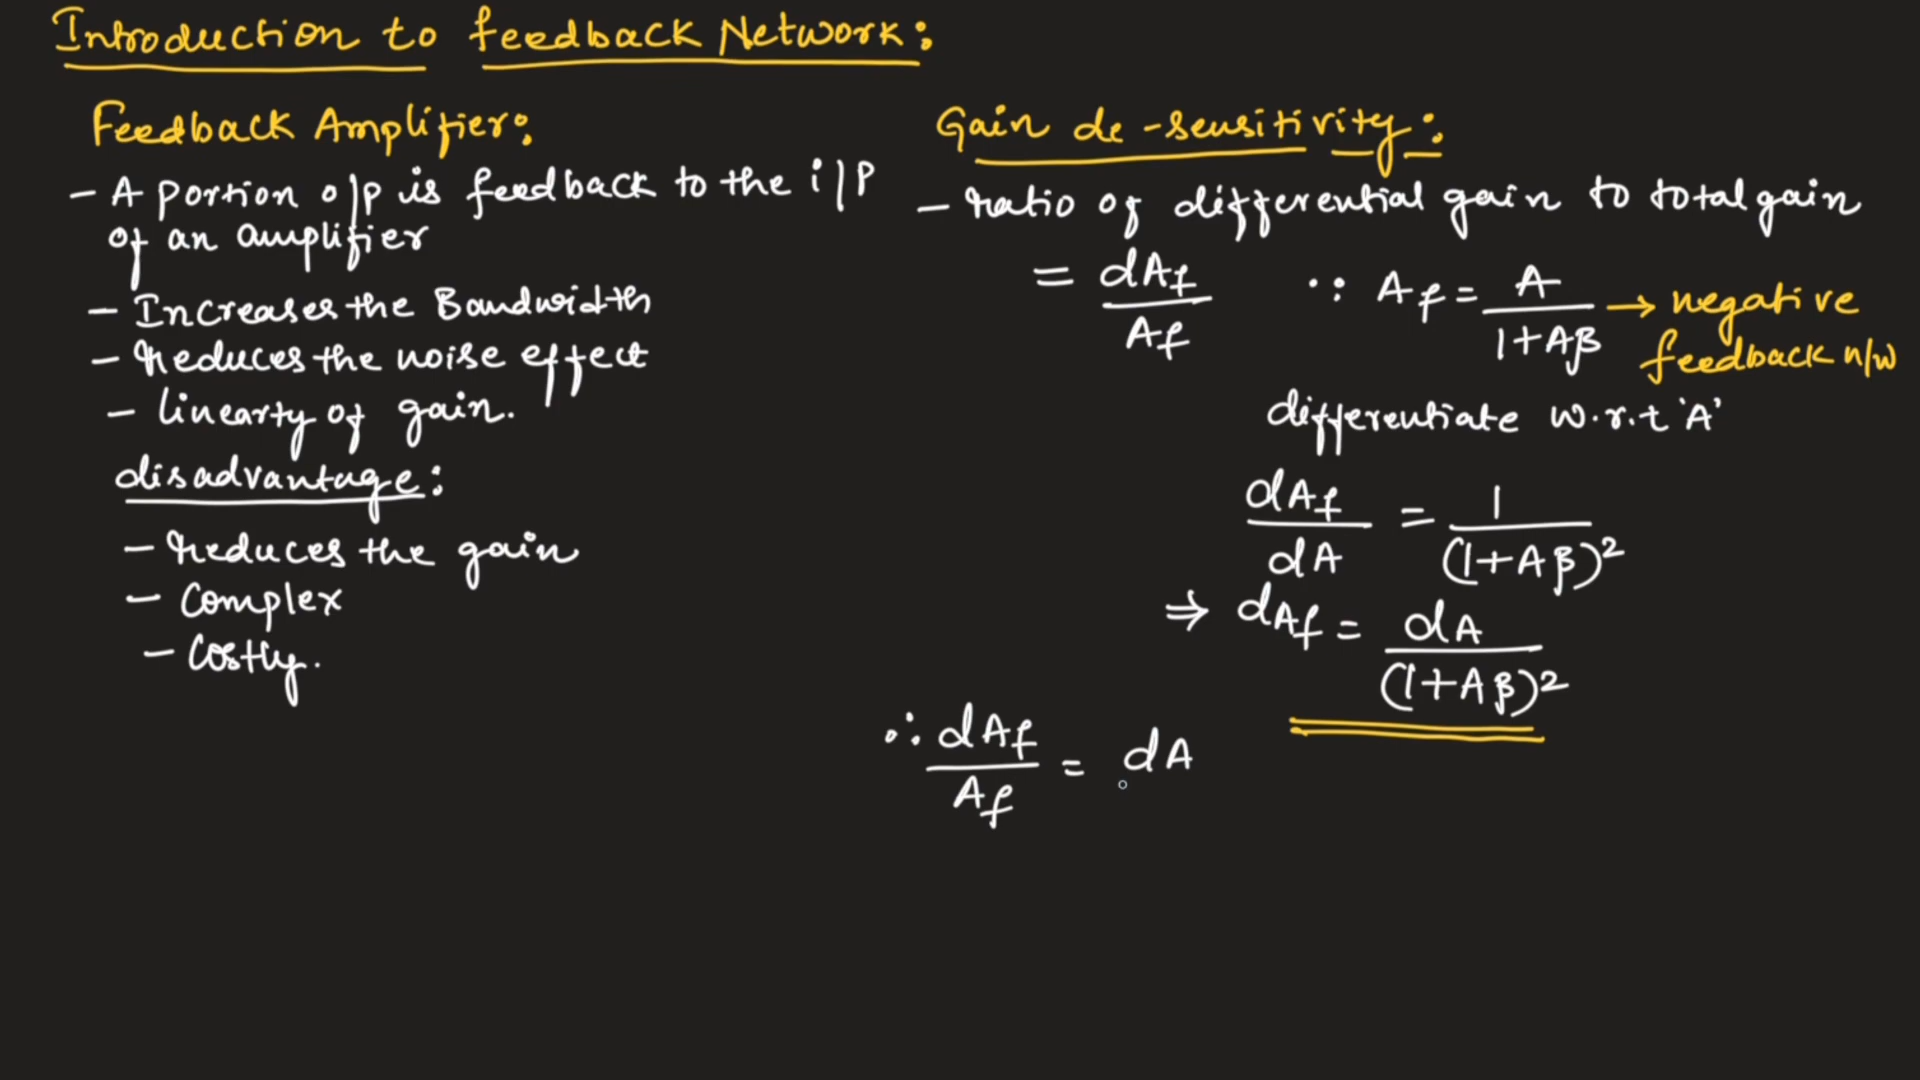 Introduction to feedback Network:
Feedback Amplifier:
- A portion o/p is feedback to the i/p
of an amplifier
- Increases the Bandwidth
- reduces the noise effect
- linearty of gain.
disadvantage:
- reduces the gain
- Complex
- Costly.
Gain de-sensitivity:
- ratio of differential gain to total gain
= dAf/Af ∵ Af = A/(1+Aβ) → negative
feedback n/w
differentiate w.r.t 'A'
dAf/dA = 1/(1+Aβ)²
⇒ dAf = dA/(1+Aβ)²
∴ dAf/Af = dA